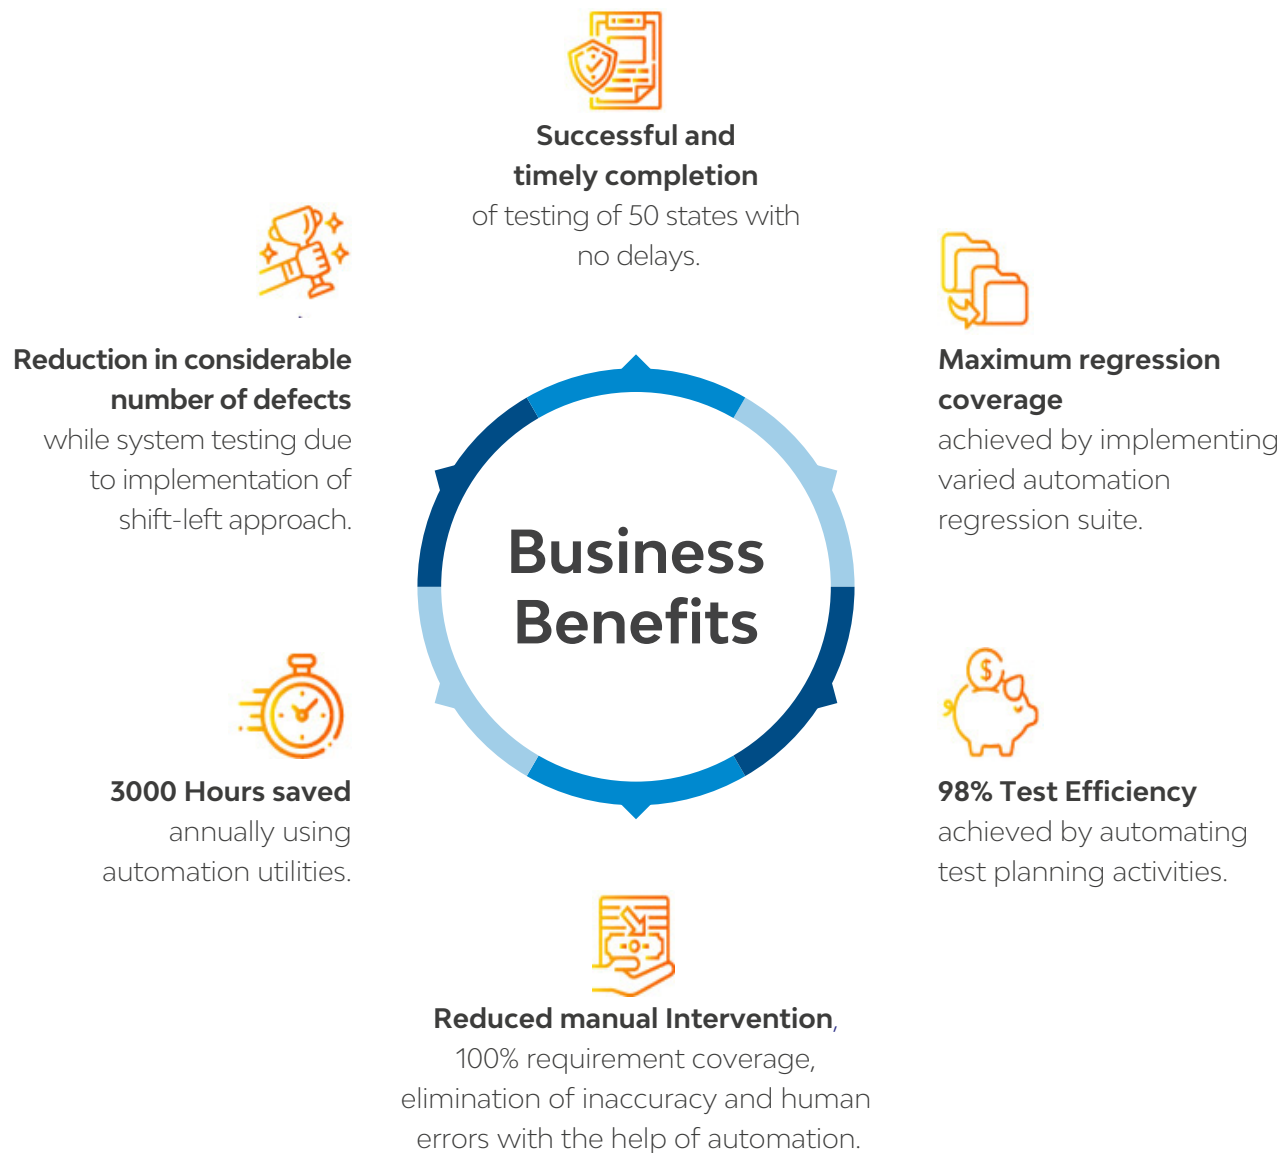 Successful and
timely completion
of testing of 50 states with
no delays.
Reduction in considerable
number of defects
while system testing due
to implementation of
shift-left approach.
Maximum regression
coverage
achieved by implementing
varied automation
regression suite.
Business
Benefits
3000 Hours saved
annually using
automation utilities.
$
98% Test Efficiency
achieved by automating
test planning activities.
Reduced manual Intervention,
100% requirement coverage,
elimination of inaccuracy and human
errors with the help of automation.